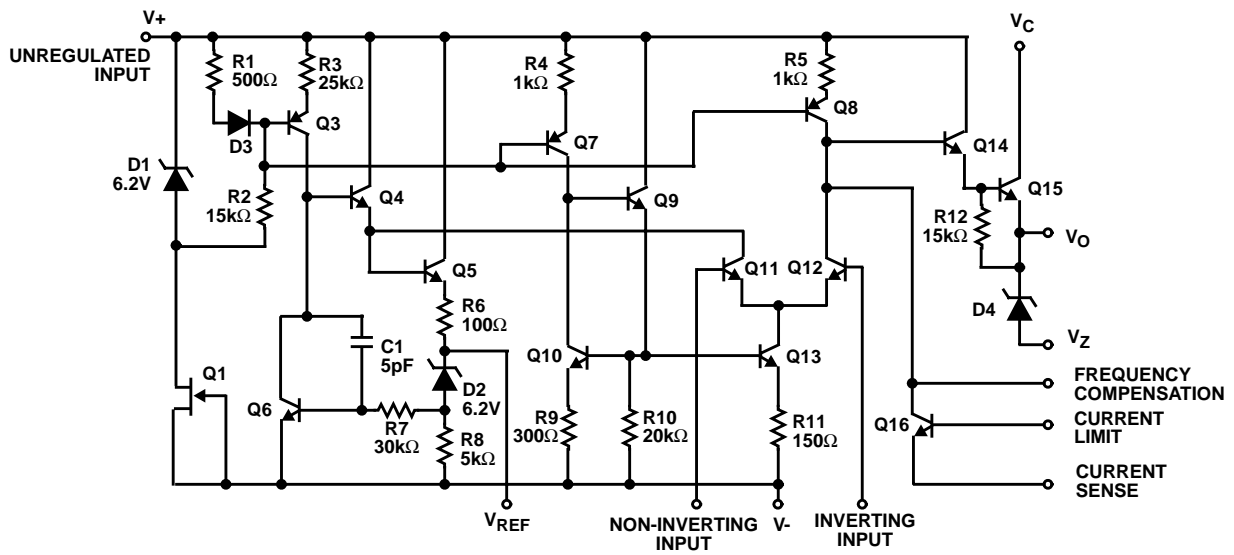 V+
UNREGULATED
INPUT
R1
500Ω
R3
25kΩ
D3
Q3
D1
6.2V
R2
15kΩ
Q4
Q5
R6
100Ω
C1
5pF
Q1
Q6
R7
30kΩ
D2
6.2V
R8
5kΩ
VREF
R4
1kΩ
Q7
Q9
Q10
R9
300Ω
R10
20kΩ
R5
1kΩ
Q8
Q11
Q12
Q13
R11
150Ω
NON-INVERTING
INPUT
V-
INVERTING
INPUT
VC
Q14
Q15
R12
15kΩ
VO
D4
VZ
FREQUENCY
COMPENSATION
Q16
CURRENT
LIMIT
CURRENT
SENSE